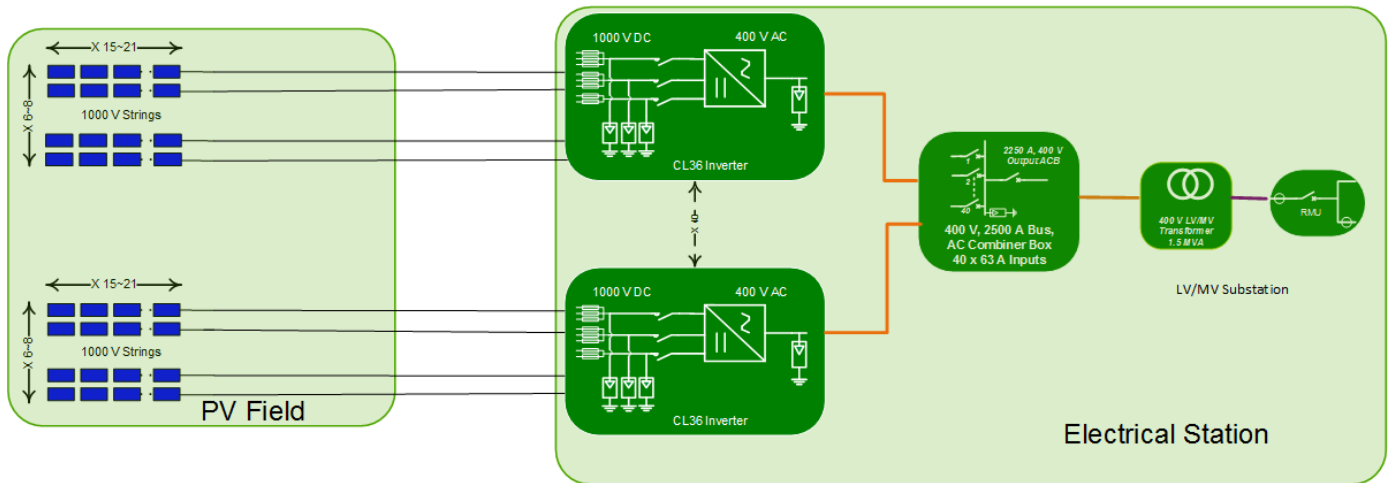 X 15~21
X 6~8
1000 V Strings
1000 V DC
400 V AC
CL36 Inverter
X 40
X 15~21
X 6~8
1000 V Strings
PV Field
1000 V DC
400 V AC
CL36 Inverter
1
2
40
2250 A, 400 V
Output ACB
400 V, 2500 A Bus,
AC Combiner Box
40 x 63 A Inputs
400 V LV/MV
Transformer
1.5 MVA
RMU
LV/MV Substation
Electrical Station